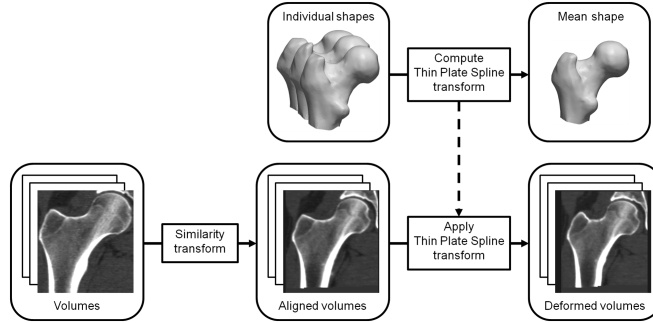 Individual shapes
Mean shape
Compute
Thin Plate Spline
transform
Similarity
transform
Apply
Thin Plate Spline
transform
Volumes
Aligned volumes
Deformed volumes